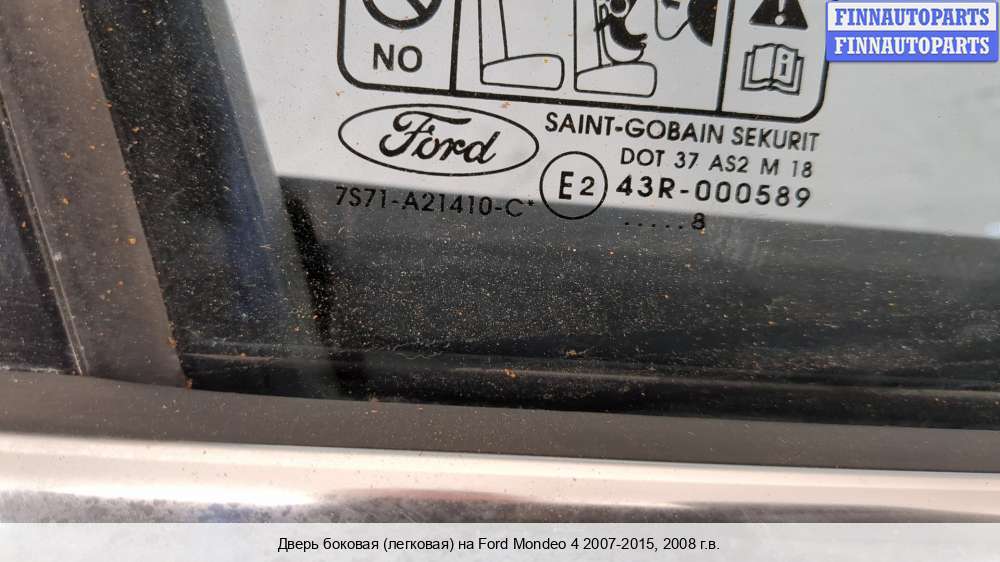 FINNAUTOPARTS
FINNAUTOPARTS
NO
Ford
SAINT-GOBAIN SEKURIT
DOT 37 AS2 M 18
E2 43R-000589
7S71-A21410-C*
.....8
Дверь боковая (легковая) на Ford Mondeo 4 2007-2015, 2008 г.в.